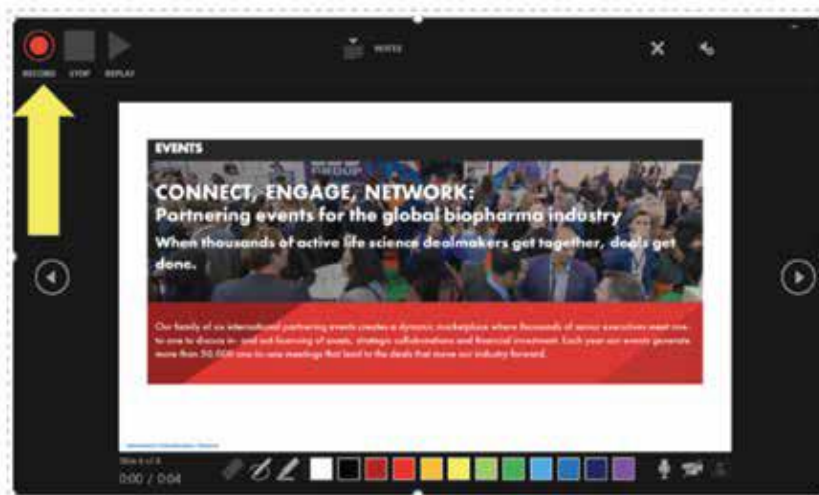 RECORD STOP REPLAY
NOTES
EVENTS
CONNECT, ENGAGE, NETWORK:
Partnering events for the global biopharma industry
When thousands of active life science dealmakers get together, deals get
done.
Our family of six international partnering events creates a dynamic marketplace where thousands of senior executives meet one-
to-one to discuss in- and out-licensing of assets, strategic collaborations and financial investment. Each year our events generate
more than 50,000 one-to-one meetings that lead to the deals that move our industry forward.
Slide 6 of 8
0:00 / 0:04